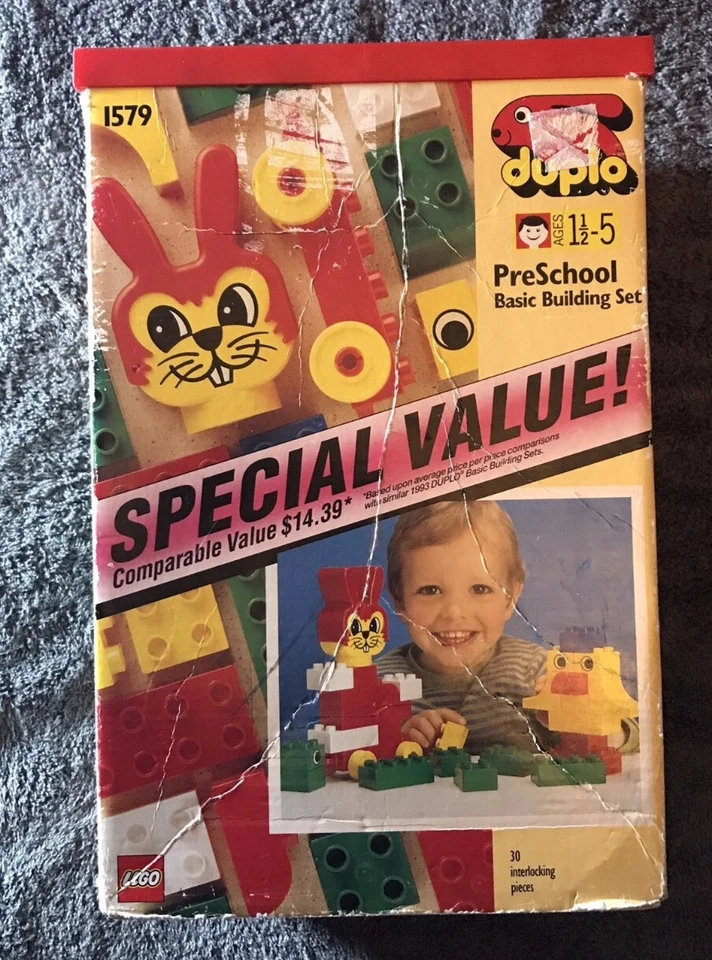 1579
duplo
AGES 1½-5
PreSchool
Basic Building Set
SPECIAL VALUE!
Comparable Value $14.39*
*Based upon average price per piece comparisons
with similar 1993 DUPLO® Basic Building Sets.
LEGO
30
interlocking
pieces